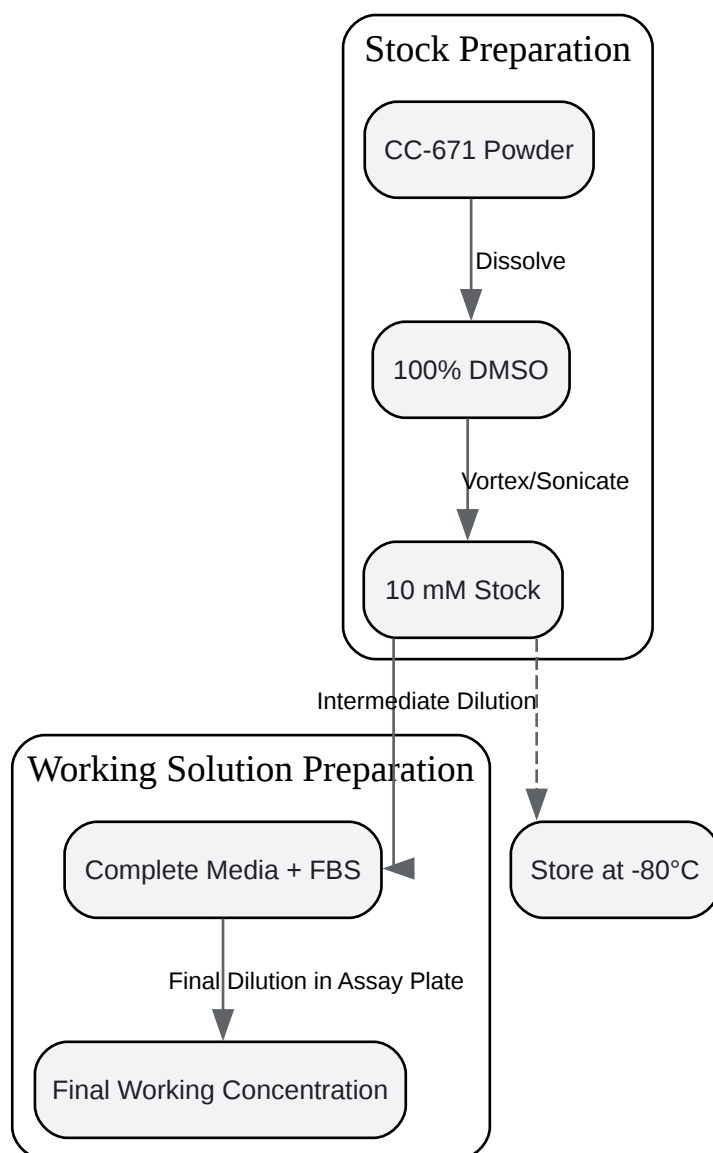 Stock Preparation
CC-671 Powder
Dissolve
100% DMSO
Vortex/Sonicate
10 mM Stock
Intermediate Dilution
Working Solution Preparation
Complete Media + FBS
Store at -80°C
Final Dilution in Assay Plate
Final Working Concentration